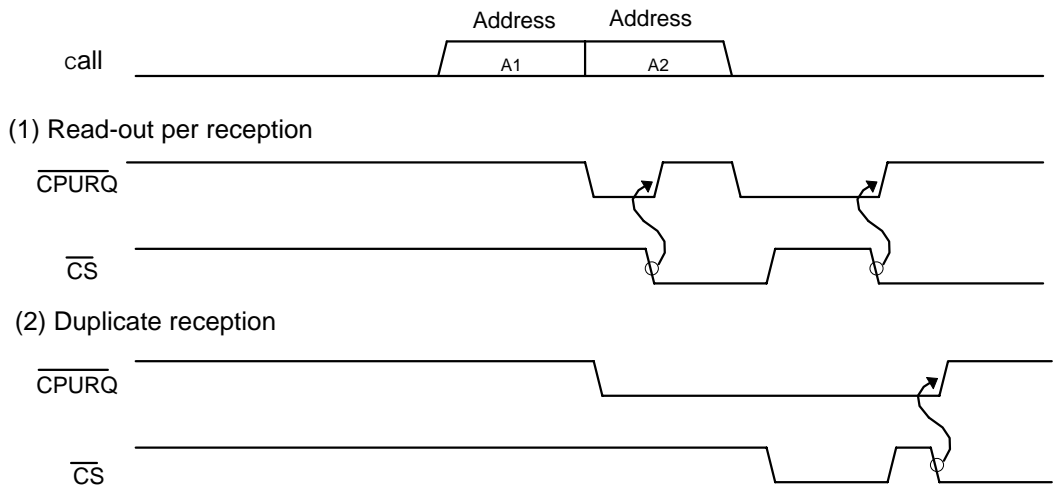 Address Address
call
A1 A2
(1) Read-out per reception
CPURQ
CS
(2) Duplicate reception
CPURQ
CS